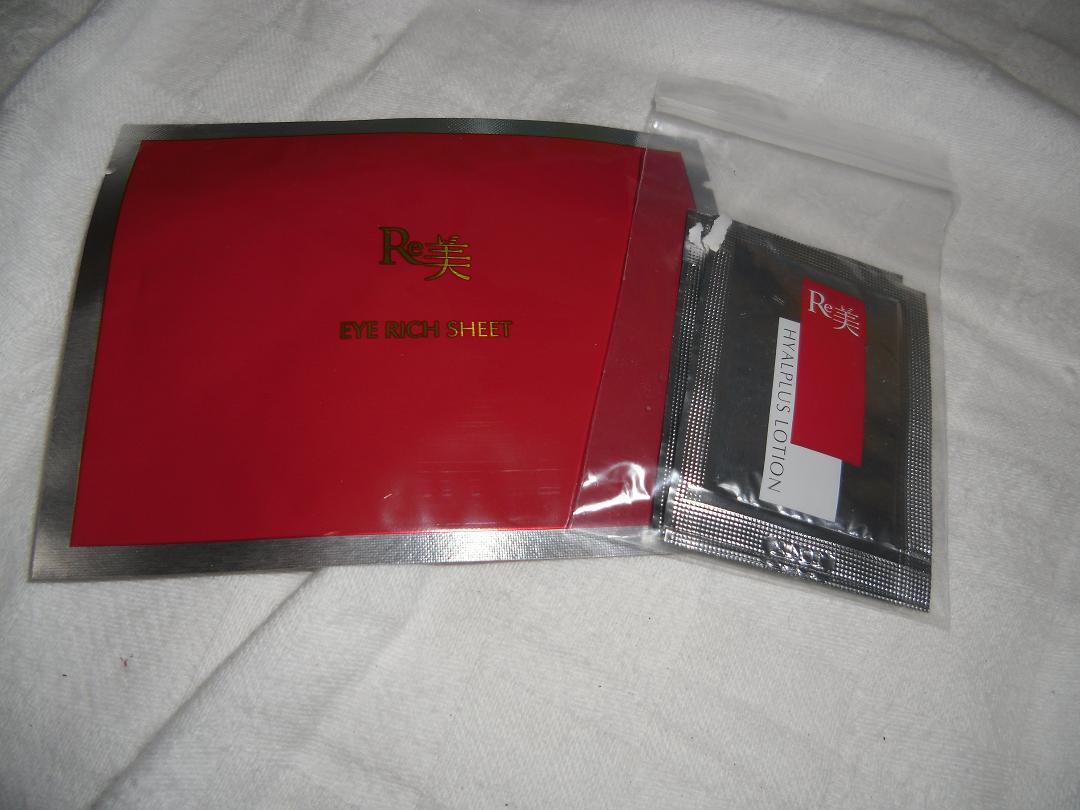 Re美
EYE RICH SHEET
Re美
HYALPLUS LOTION